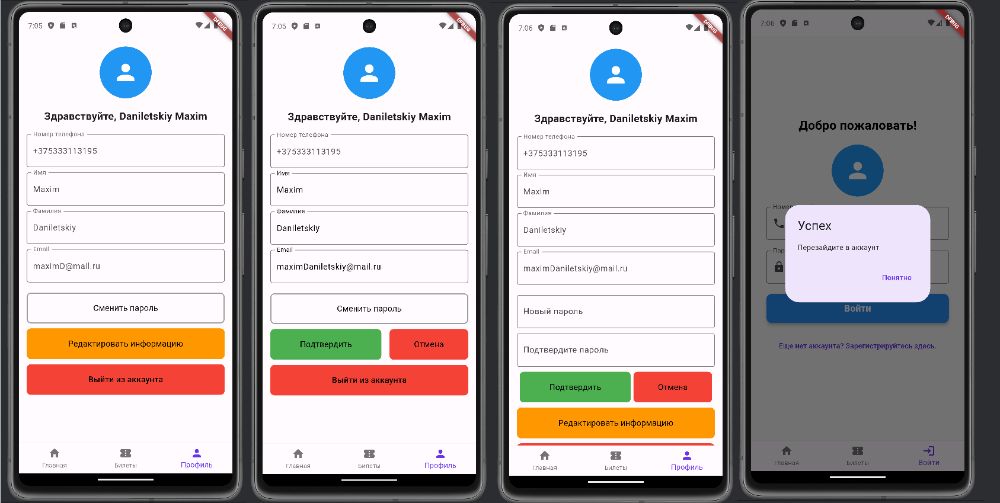 7:05
DEBUG
Здравствуйте, Daniletskiy Maxim
Номер телефона
+375333113195
Имя
Maxim
Фамилия
Daniletskiy
Email
maximD@mail.ru
Сменить пароль
Редактировать информацию
Выйти из аккаунта
Главная
Билеты
Профиль
7:05
DEBUG
Здравствуйте, Daniletskiy Maxim
Номер телефона
+375333113195
Имя
Maxim
Фамилия
Daniletskiy
Email
maximDaniletskiy@mail.ru
Сменить пароль
Подтвердить
Отмена
Выйти из аккаунта
Главная
Билеты
Профиль
7:06
DEBUG
Здравствуйте, Daniletskiy Maxim
Номер телефона
+375333113195
Имя
Maxim
Фамилия
Daniletskiy
Email
maximDaniletskiy@mail.ru
Новый пароль
Подтвердите пароль
Подтвердить
Отмена
Редактировать информацию
Главная
Билеты
Профиль
7:06
DEBUG
Добро пожаловать!
Успех
Перезайдите в аккаунт
Понятно
Войти
Еще нет аккаунта? Зарегистрируйтесь здесь.
Главная
Билеты
Войти